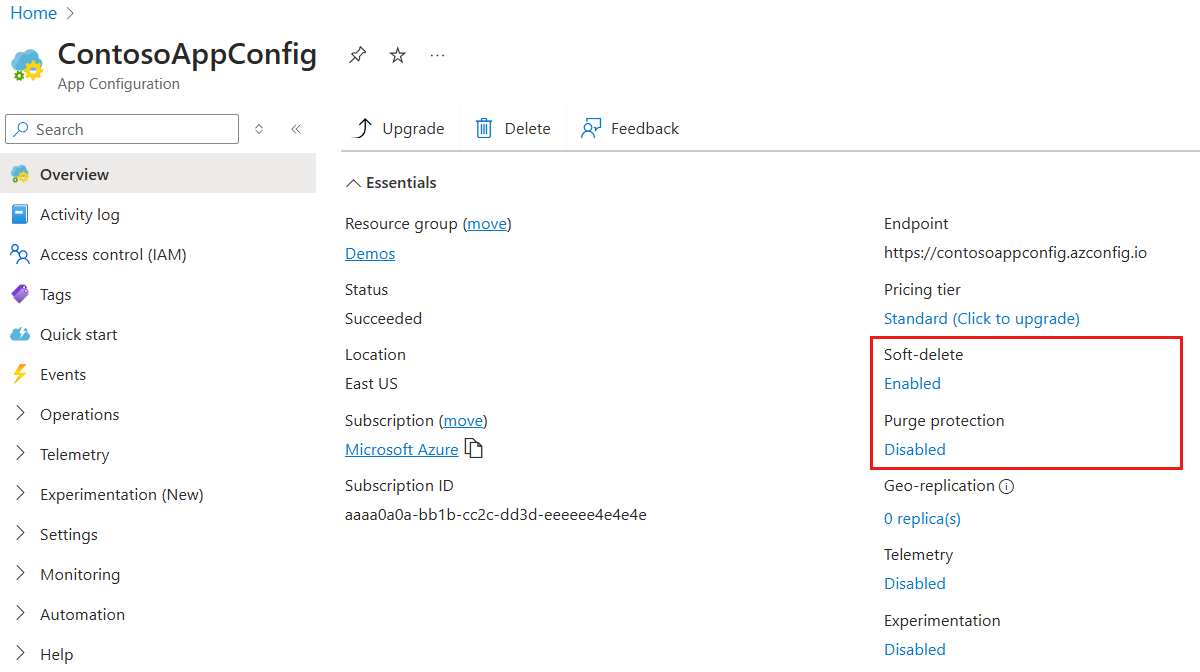 Home
ContosoAppConfig
App Configuration
Search
Overview
Activity log
Access control (IAM)
Tags
Quick start
Events
Operations
Telemetry
Experimentation (New)
Settings
Monitoring
Automation
Help
Upgrade Delete Feedback
Essentials
Resource group (move)
Demos
Status
Succeeded
Location
East US
Subscription (move)
Microsoft Azure
Subscription ID
aaaa0a0a-bb1b-cc2c-dd3d-eeeeee4e4e4e
Endpoint
https://contosoappconfig.azconfig.io
Pricing tier
Standard (Click to upgrade)
Soft-delete
Enabled
Purge protection
Disabled
Geo-replication
0 replica(s)
Telemetry
Disabled
Experimentation
Disabled